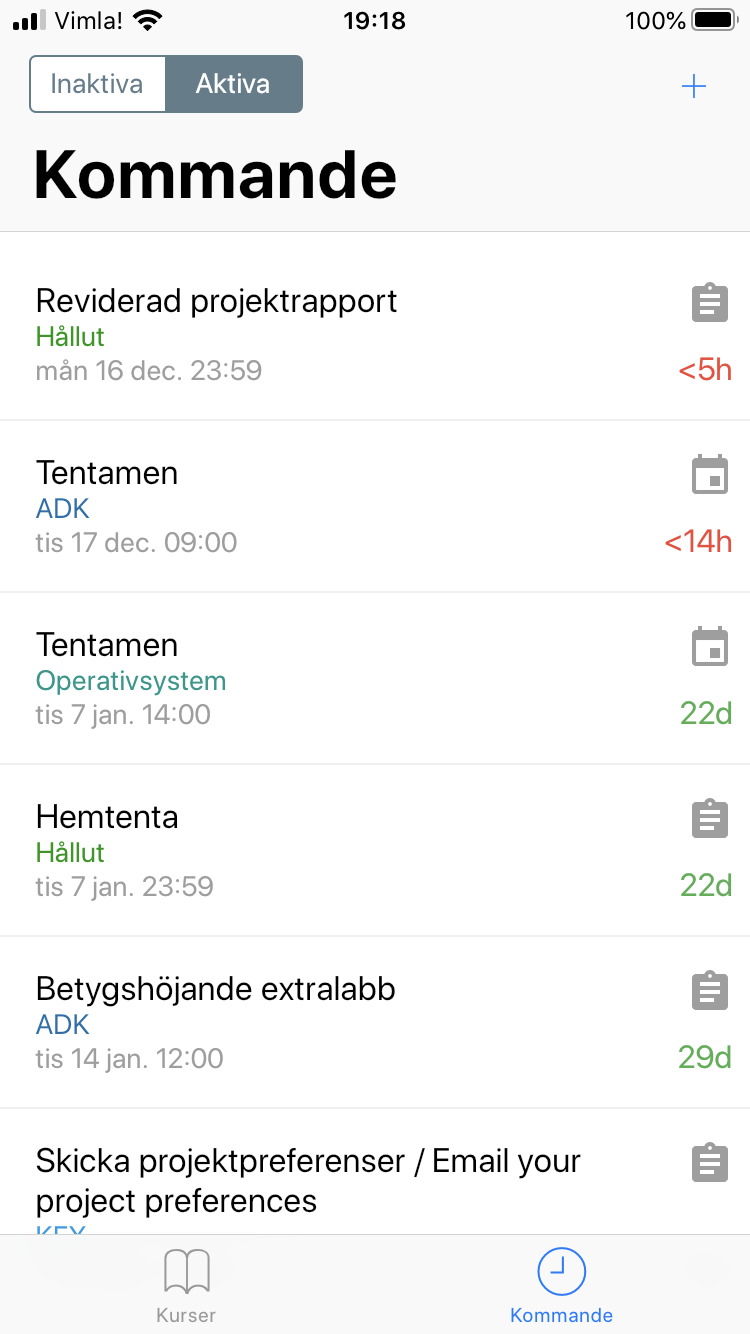 Vimla! 19:18 100%
Inaktiva Aktiva +
Kommande
Reviderad projektrapport
Hållut
mån 16 dec. 23:59
<5h
Tentamen
ADK
tis 17 dec. 09:00
<14h
Tentamen
Operativsystem
tis 7 jan. 14:00
22d
Hemtenta
Hållut
tis 7 jan. 23:59
22d
Betygshöjande extralabb
ADK
tis 14 jan. 12:00
29d
Skicka projektpreferenser / Email your
project preferences
Kurser Kommande